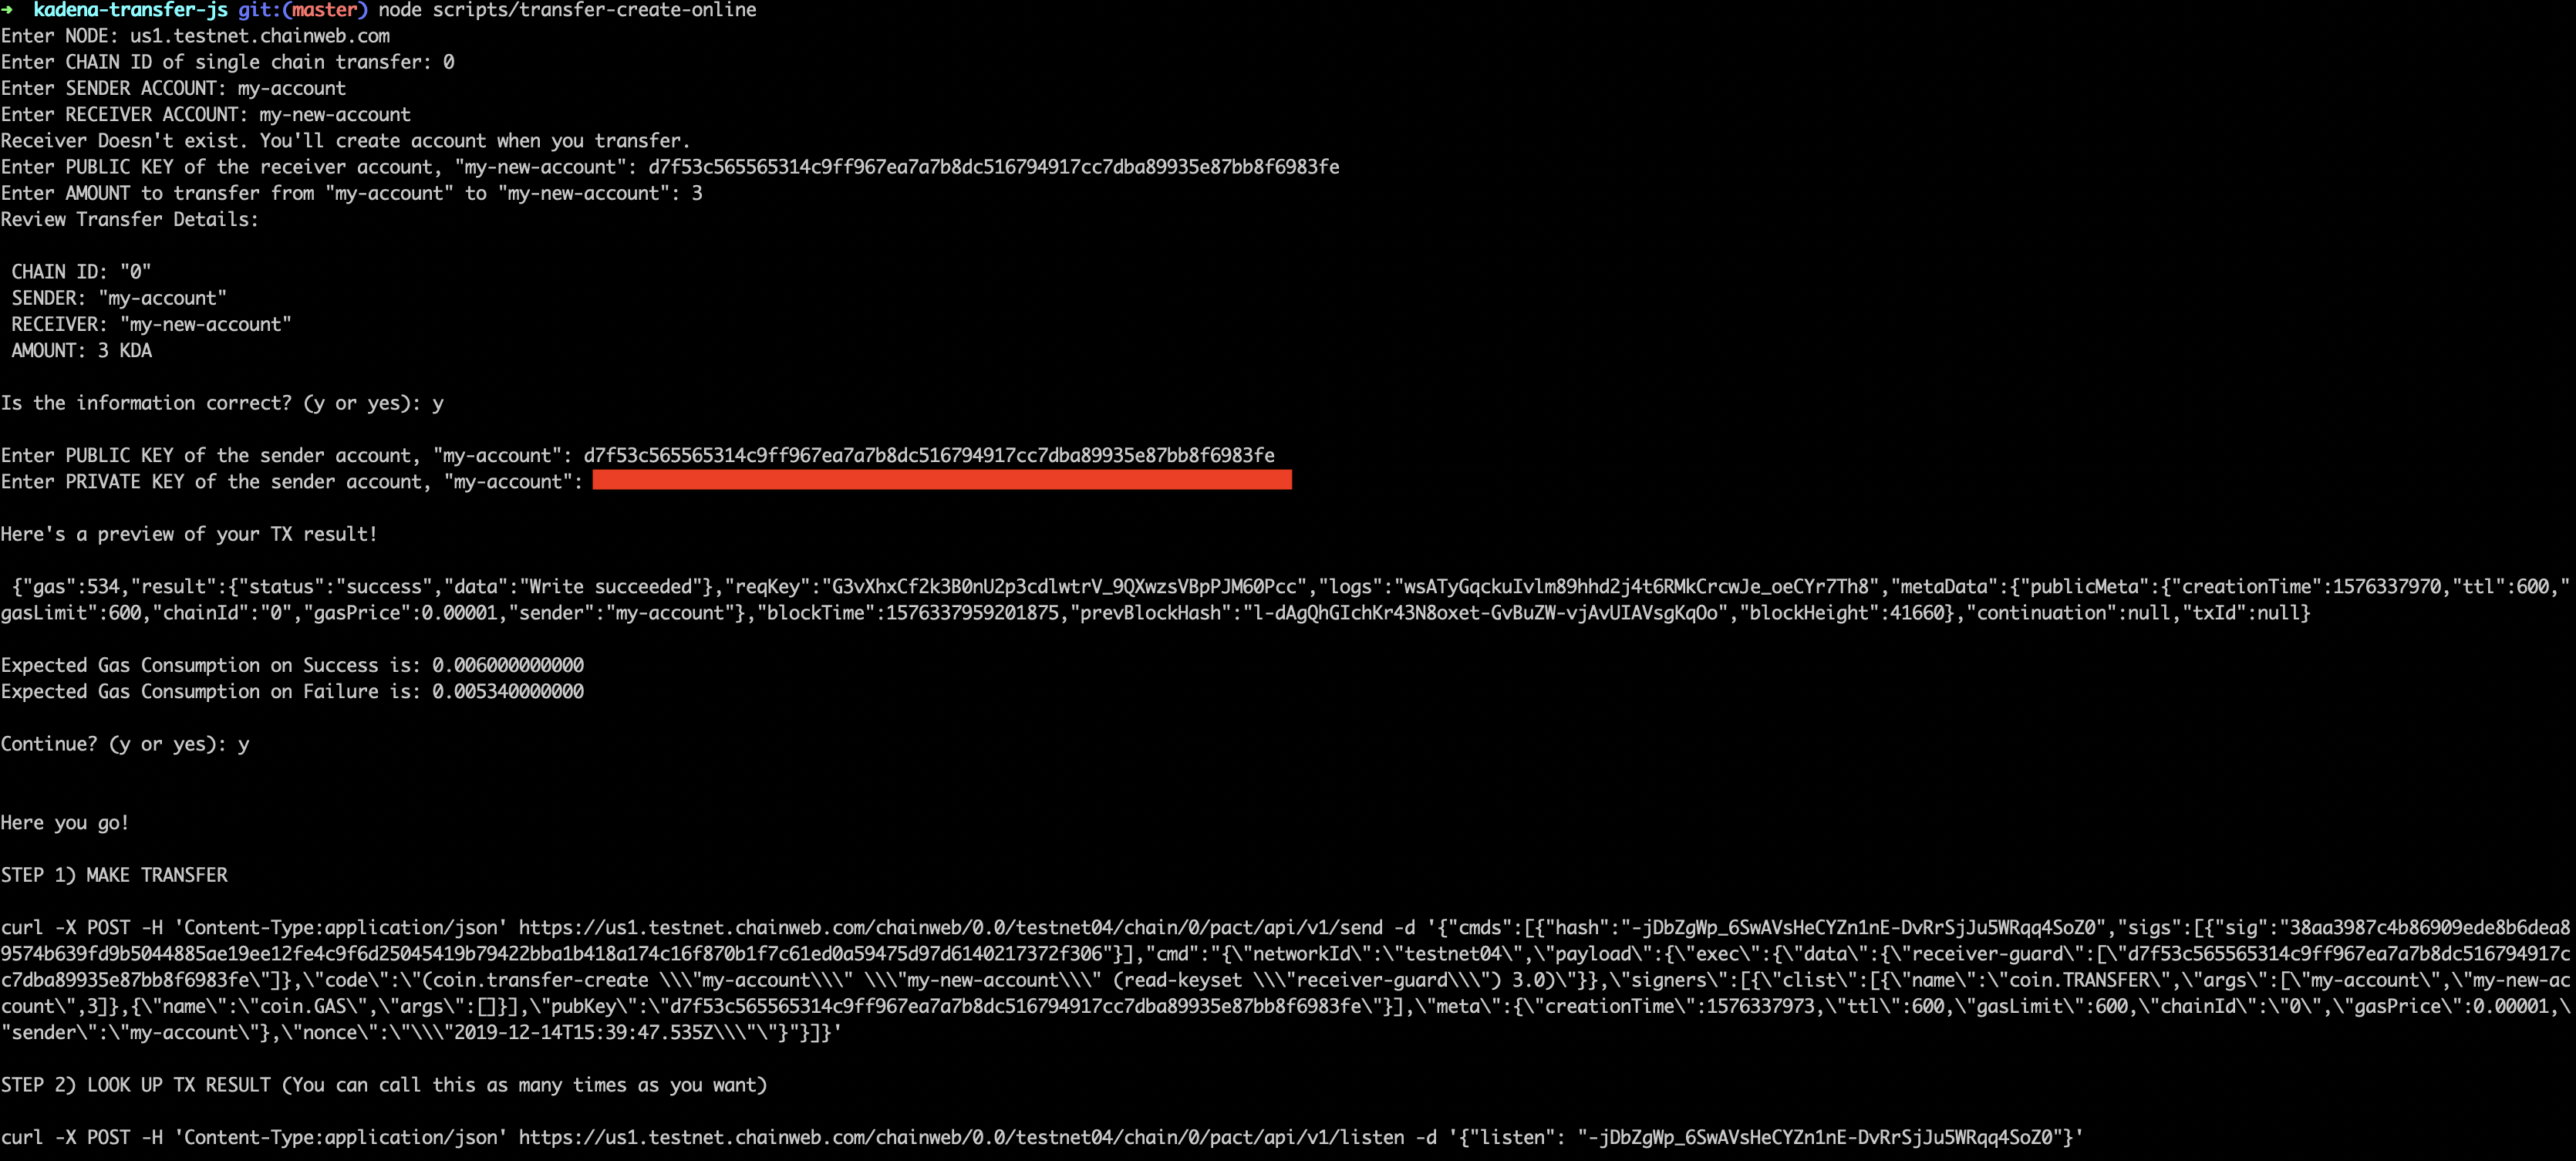 ➜  kadena-transfer-js git:(master) node scripts/transfer-create-online
Enter NODE: us1.testnet.chainweb.com
Enter CHAIN ID of single chain transfer: 0
Enter SENDER ACCOUNT: my-account
Enter RECEIVER ACCOUNT: my-new-account
Receiver Doesn't exist. You'll create account when you transfer.
Enter PUBLIC KEY of the receiver account, "my-new-account": d7f53c565565314c9ff967ea7a7b8dc516794917cc7dba89935e87bb8f6983fe
Enter AMOUNT to transfer from "my-account" to "my-new-account": 3
Review Transfer Details:
CHAIN ID: "0"
SENDER: "my-account"
RECEIVER: "my-new-account"
AMOUNT: 3 KDA
Is the information correct? (y or yes): y
Enter PUBLIC KEY of the sender account, "my-account": d7f53c565565314c9ff967ea7a7b8dc516794917cc7dba89935e87bb8f6983fe
Enter PRIVATE KEY of the sender account, "my-account":
Here's a preview of your TX result!
{"gas":534,"result":{"status":"success","data":"Write succeeded"},"reqKey":"G3vXhxCf2k3B0nU2p3cdlwtrV_9QXwzsVBpPJM60Pcc","logs":"wsATyGqckuIvlm89hhd2j4t6RMkCrcwJe_oeCYr7Th8","metaData":{"publicMeta":{"creationTime":1576337970,"ttl":600,"
gasLimit":600,"chainId":"0","gasPrice":0.00001,"sender":"my-account"},"blockTime":1576337959201875,"prevBlockHash":"l-dAgQhGIchKr43N8oxet-GvBuZW-vjAvUIAVsgKqOo","blockHeight":41660},"continuation":null,"txId":null}
Expected Gas Consumption on Success is: 0.006000000000
Expected Gas Consumption on Failure is: 0.005340000000
Continue? (y or yes): y
Here you go!
STEP 1) MAKE TRANSFER
curl -X POST -H 'Content-Type:application/json' https://us1.testnet.chainweb.com/chainweb/0.0/testnet04/chain/0/pact/api/v1/send -d '{"cmds":[{"hash":"-jDbZgWp_6SwAVsHeCYZn1nE-DvRrSjJu5WRqq4SoZ0","sigs":[{"sig":"38aa3987c4b86909ede8b6dea8
9574b639fd9b5044885ae19ee12fe4c9f6d25045419b79422bba1b418a174c16f870b1f7c61ed0a59475d97d6140217372f306"}],"cmd":"{\"networkId\":\"testnet04\",\"payload\":{\"exec\":{\"data\":{\"receiver-guard\":[\"d7f53c565565314c9ff967ea7a7b8dc516794917c
c7dba89935e87bb8f6983fe\"]},\"code\":\"(coin.transfer-create \\\"my-account\\\" \\\"my-new-account\\\" (read-keyset \\\"receiver-guard\\\") 3.0)\"}},\"signers\":[{\"clist\":[{\"name\":\"coin.TRANSFER\",\"args\":[\"my-account\",\"my-new-ac
count\",3]},{\"name\":\"coin.GAS\",\"args\":[]}],\"pubKey\":\"d7f53c565565314c9ff967ea7a7b8dc516794917cc7dba89935e87bb8f6983fe\"}],\"meta\":{\"creationTime\":1576337973,\"ttl\":600,\"gasLimit\":600,\"chainId\":\"0\",\"gasPrice\":0.00001,\
"sender\":\"my-account\"},\"nonce\":\"\\\"2019-12-14T15:39:47.535Z\\\"\"}"}]}'
STEP 2) LOOK UP TX RESULT (You can call this as many times as you want)
curl -X POST -H 'Content-Type:application/json' https://us1.testnet.chainweb.com/chainweb/0.0/testnet04/chain/0/pact/api/v1/listen -d '{"listen": "-jDbZgWp_6SwAVsHeCYZn1nE-DvRrSjJu5WRqq4SoZ0"}'